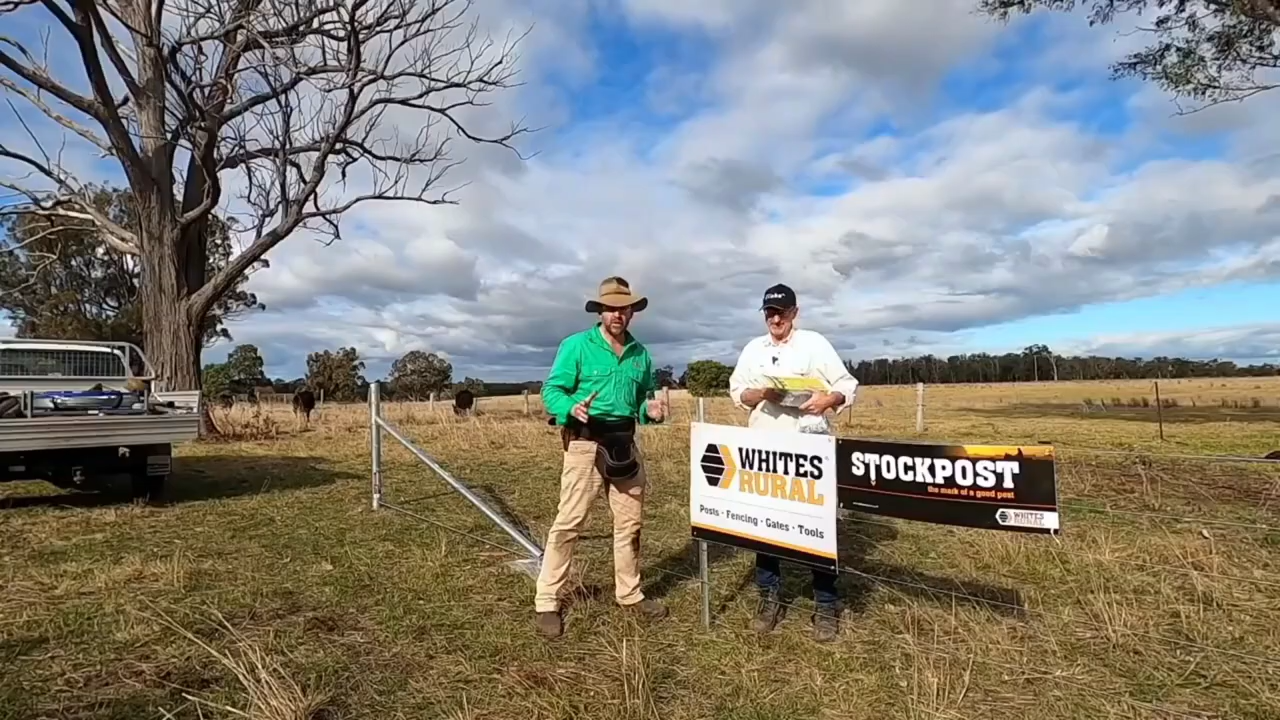 WHITES
RURAL
Posts · Fencing · Gates · Tools
STOCKPOST
the mark of a good post
WHITES
RURAL